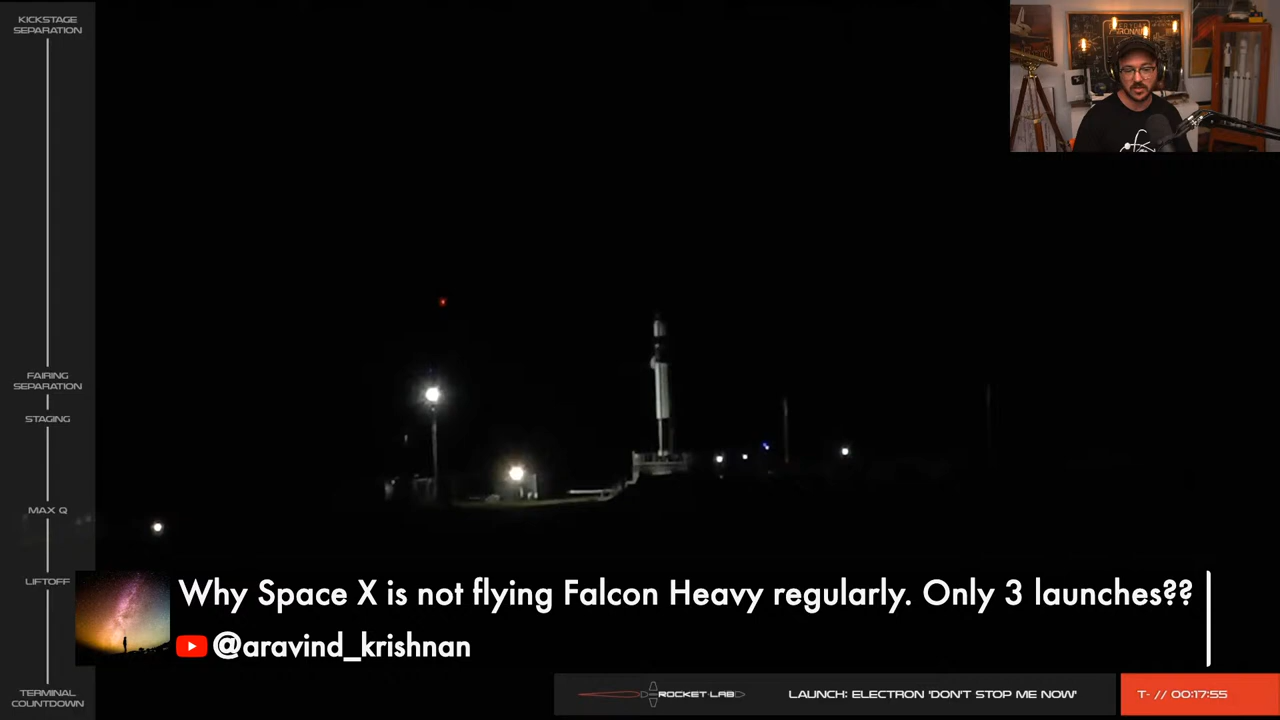 KICKSTAGE
SEPARATION
FAIRING
SEPARATION
STAGING
MAX Q
LIFTOFF
TERMINAL
COUNTDOWN
Why Space X is not flying Falcon Heavy regularly. Only 3 launches??
@aravind_krishnan
ROCKET LAB
LAUNCH: ELECTRON 'DON'T STOP ME NOW'
T- // 00:17:55